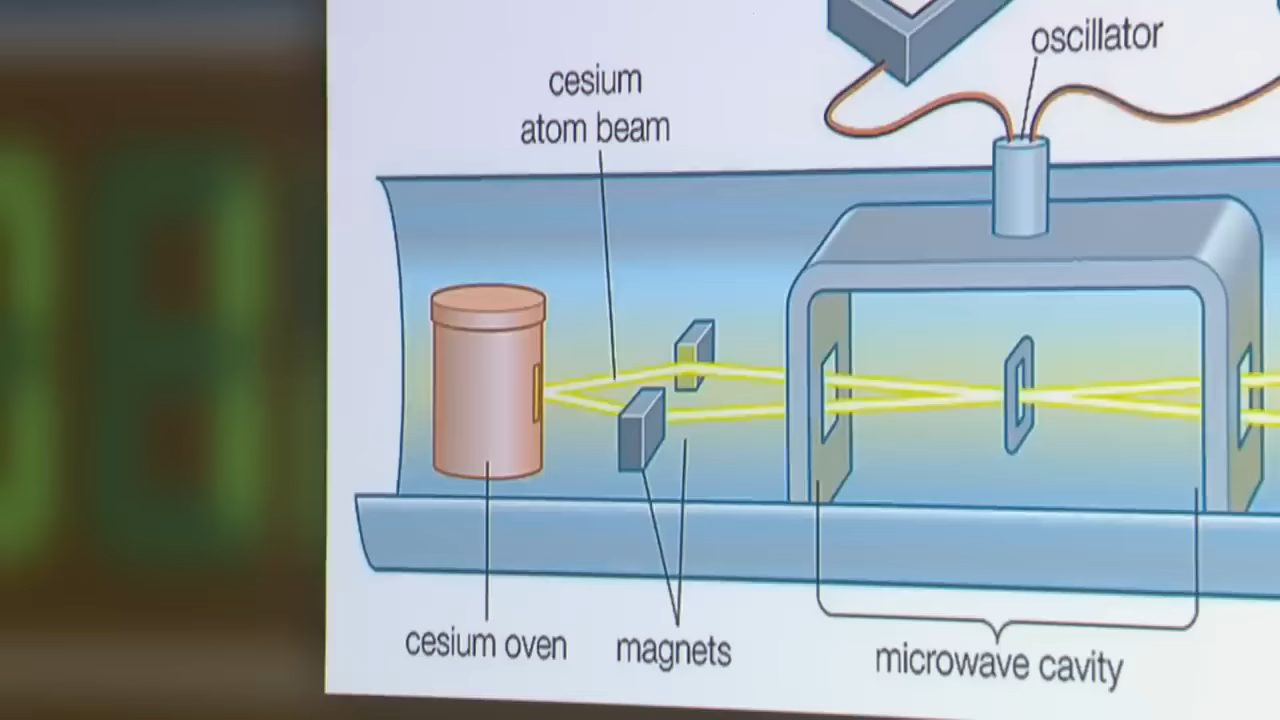 oscillator
cesium
atom beam
cesium oven
magnets
microwave cavity